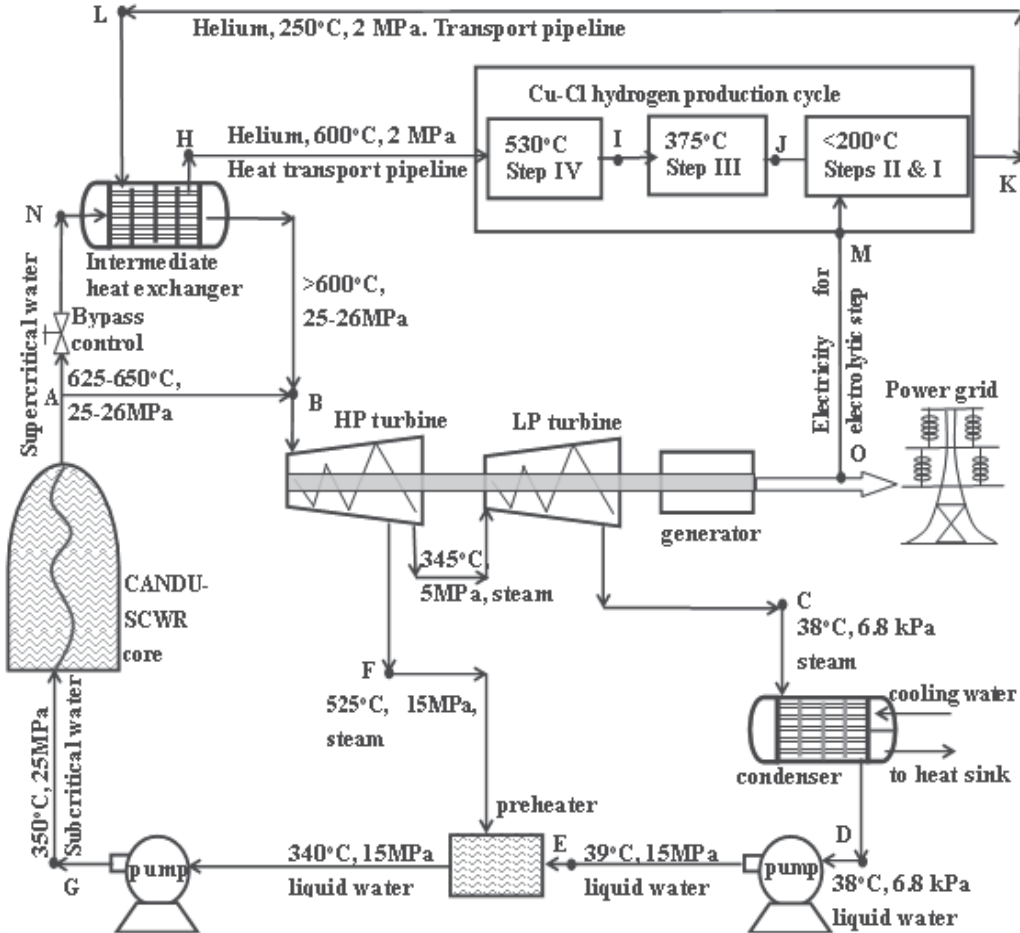 L
Helium, 250°C, 2 MPa. Transport pipeline
Cu-Cl hydrogen production cycle
H
Helium, 600°C, 2 MPa
Heat transport pipeline
530°C
Step IV
I
375°C
Step III
J
<200°C
Steps II & I
K
N
Intermediate
heat exchanger
M
Supercritical water
Bypass
control
>600°C,
25-26MPa
Electricity for
electrolytic step
A
625-650°C,
25-26MPa
B
HP turbine
LP turbine
Power grid
O
generator
345°C,
5MPa, steam
CANDU-
SCWR
core
C
38°C, 6.8 kPa
steam
F
525°C, 15MPa,
steam
cooling water
condenser
to heat sink
350°C, 25MPa
Subcritical water
preheater
G
pump
340°C, 15MPa
liquid water
E
39°C, 15MPa
liquid water
pump
D
38°C, 6.8 kPa
liquid water